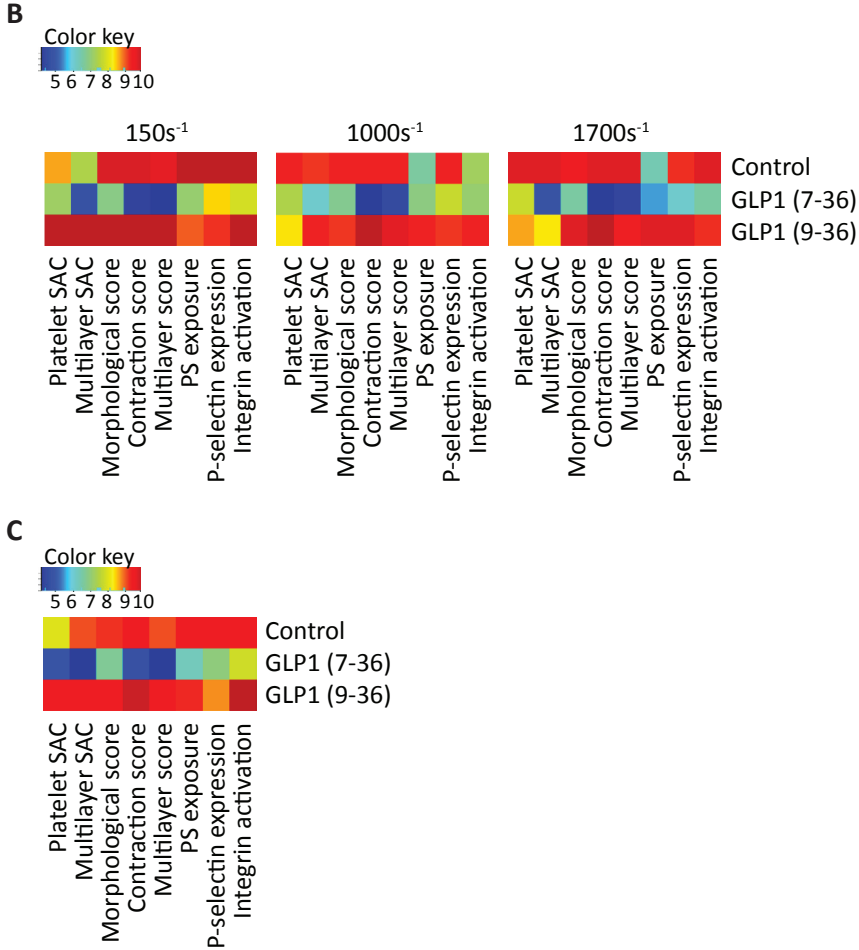 B
Color key
5 6 7 8 9 10
150s⁻¹ 1000s⁻¹ 1700s⁻¹
Control
GLP1 (7-36)
GLP1 (9-36)
Platelet SAC
Multilayer SAC
Morphological score
Contraction score
Multilayer score
PS exposure
P-selectin expression
Integrin activation
Platelet SAC
Multilayer SAC
Morphological score
Contraction score
Multilayer score
PS exposure
P-selectin expression
Integrin activation
Platelet SAC
Multilayer SAC
Morphological score
Contraction score
Multilayer score
PS exposure
P-selectin expression
Integrin activation
C
Color key
5 6 7 8 9 10
Control
GLP1 (7-36)
GLP1 (9-36)
Platelet SAC
Multilayer SAC
Morphological score
Contraction score
Multilayer score
PS exposure
P-selectin expression
Integrin activation